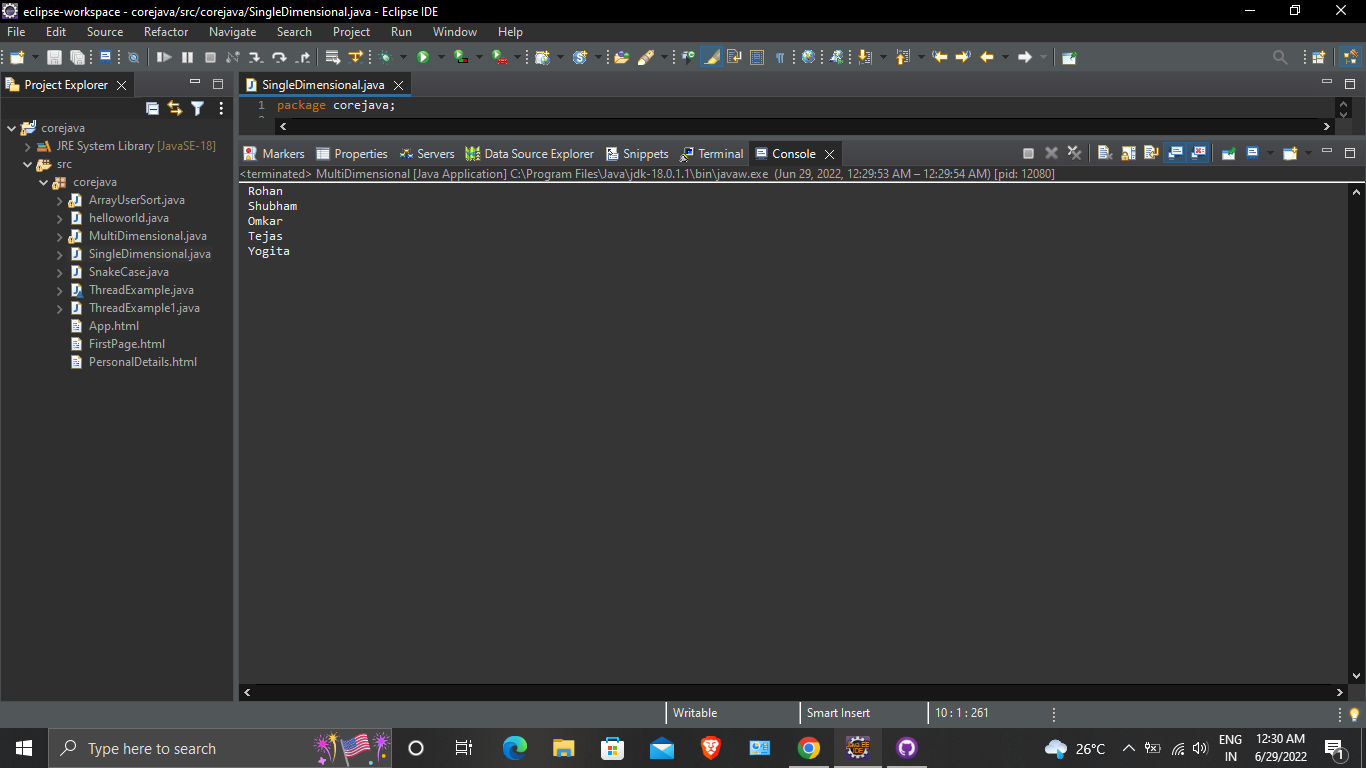 eclipse-workspace - corejava/src/corejava/SingleDimensional.java - Eclipse IDE
File Edit Source Refactor Navigate Search Project Run Window Help
Project Explorer
corejava
JRE System Library [JavaSE-18]
src
corejava
ArrayUserSort.java
helloworld.java
MultiDimensional.java
SingleDimensional.java
SnakeCase.java
ThreadExample.java
ThreadExample1.java
App.html
FirstPage.html
PersonalDetails.html
SingleDimensional.java
1 package corejava;
Markers Properties Servers Data Source Explorer Snippets Terminal Console
<terminated> MultiDimensional [Java Application] C:\Program Files\Java\jdk-18.0.1.1\bin\javaw.exe (Jun 29, 2022, 12:29:53 AM – 12:29:54 AM) [pid: 12080]
Rohan
Shubham
Omkar
Tejas
Yogita
Writable Smart Insert 10 : 1 : 261
Type here to search
26°C
ENG
IN
12:30 AM
6/29/2022
1